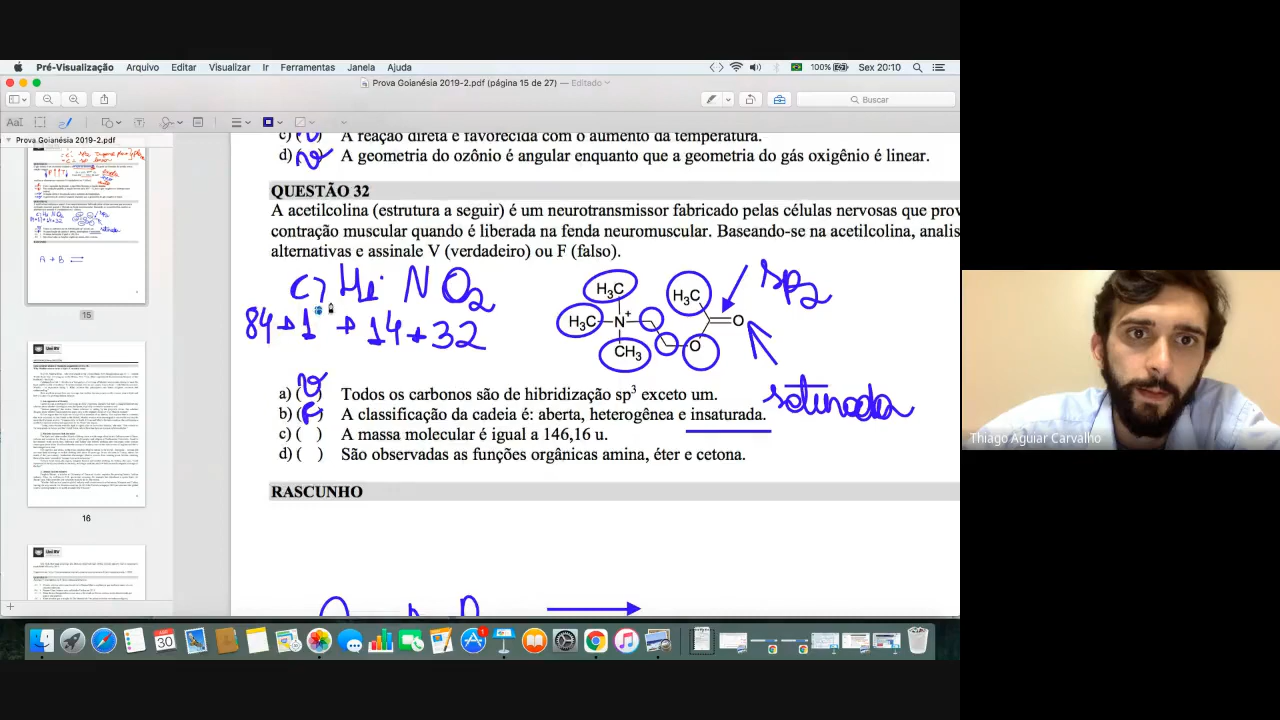 Pré-Visualização Arquivo Editar Visualizar Ir Ferramentas Janela Ajuda 100% Sex 20:10
Prova Goianésia 2019-2.pdf (página 15 de 27) — Editado
Buscar
Prova Goianésia 2019-2.pdf
A + B
15
16
c) A reação direta é favorecida com o aumento da temperatura.
d) A geometria do ozônio é angular enquanto que a geometria do gás oxigênio é linear.
QUESTÃO 32
A acetilcolina (estrutura a seguir) é um neurotransmissor fabricado pelas células nervosas que prov
contração muscular quando é liberada na fenda neuromuscular. Baseando-se na acetilcolina, analis
alternativas e assinale V (verdadeiro) ou F (falso).
C7 H N O2
84 + 1 + 14 + 32
H3C
H3C
H3C N+ O
O
CH3
sp2
saturada
a) (V) Todos os carbonos têm hibridização sp3 exceto um.
b) (F) A classificação da cadeia é aberta, heterogênea e insaturada.
c) ( ) A massa molecular é igual a 146,16 u.
d) ( ) São observadas as funções orgânicas amina, éter e cetona.
RASCUNHO
Thiago Aguiar Carvalho